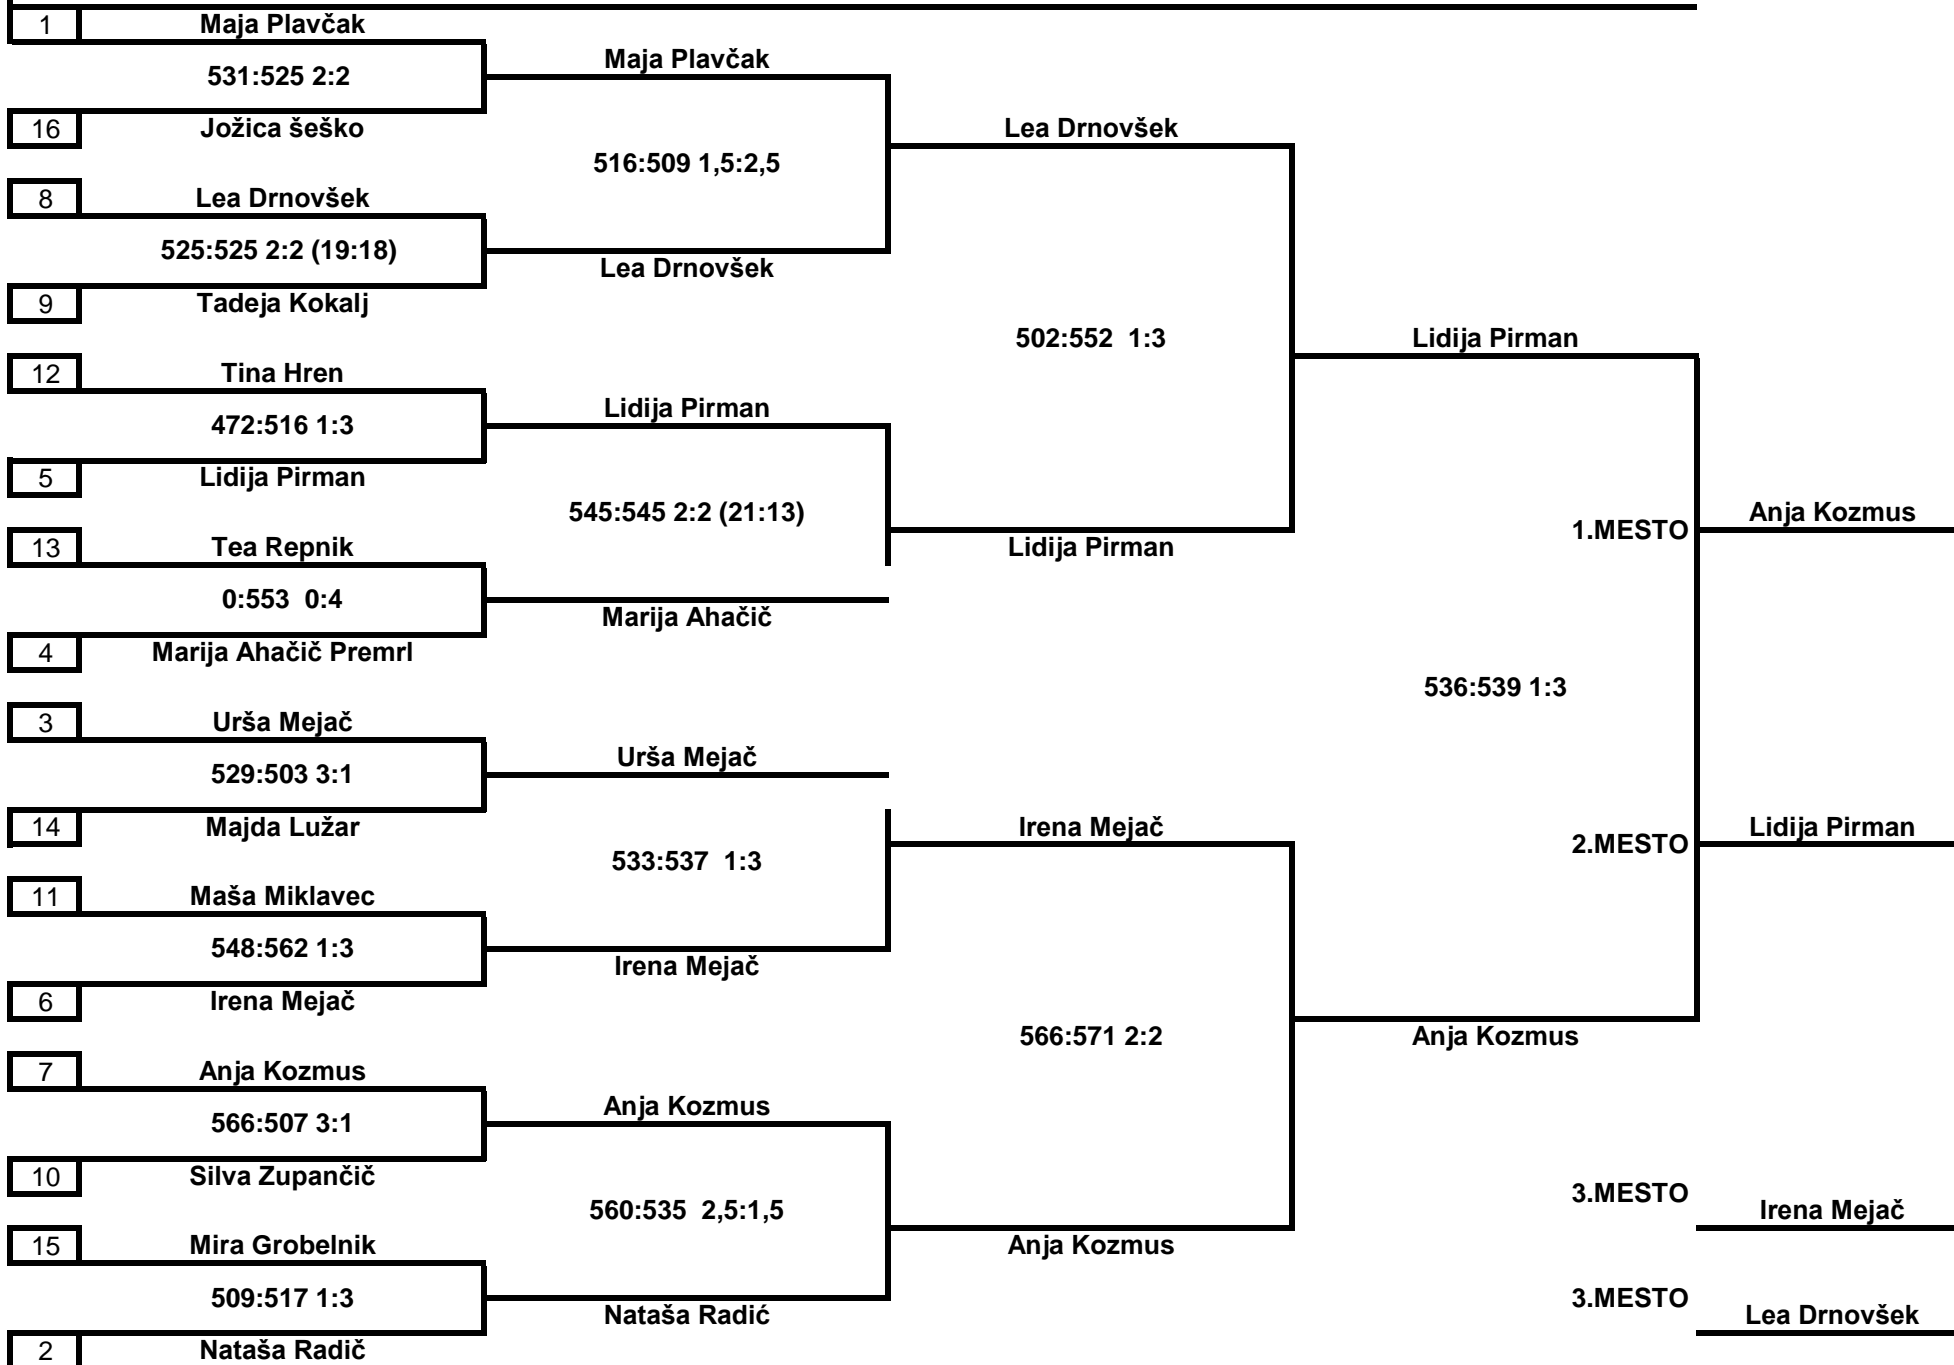 1 Maja Plavčak
531:525 2:2
16 Jožica šeško
8 Lea Drnovšek
525:525 2:2 (19:18)
9 Tadeja Kokalj
12 Tina Hren
472:516 1:3
5 Lidija Pirman
13 Tea Repnik
0:553 0:4
4 Marija Ahačič Premrl
3 Urša Mejač
529:503 3:1
14 Majda Lužar
11 Maša Miklavec
548:562 1:3
6 Irena Mejač
7 Anja Kozmus
566:507 3:1
10 Silva Zupančič
15 Mira Grobelnik
509:517 1:3
2 Nataša Radič
Maja Plavčak
516:509 1,5:2,5
Lea Drnovšek
Lidija Pirman
545:545 2:2 (21:13)
Marija Ahačič
Urša Mejač
533:537 1:3
Irena Mejač
Anja Kozmus
560:535 2,5:1,5
Nataša Radić
Lea Drnovšek
502:552 1:3
Lidija Pirman
Irena Mejač
566:571 2:2
Anja Kozmus
Lidija Pirman
536:539 1:3
Anja Kozmus
1.MESTO Anja Kozmus
2.MESTO Lidija Pirman
3.MESTO Irena Mejač
3.MESTO Lea Drnovšek